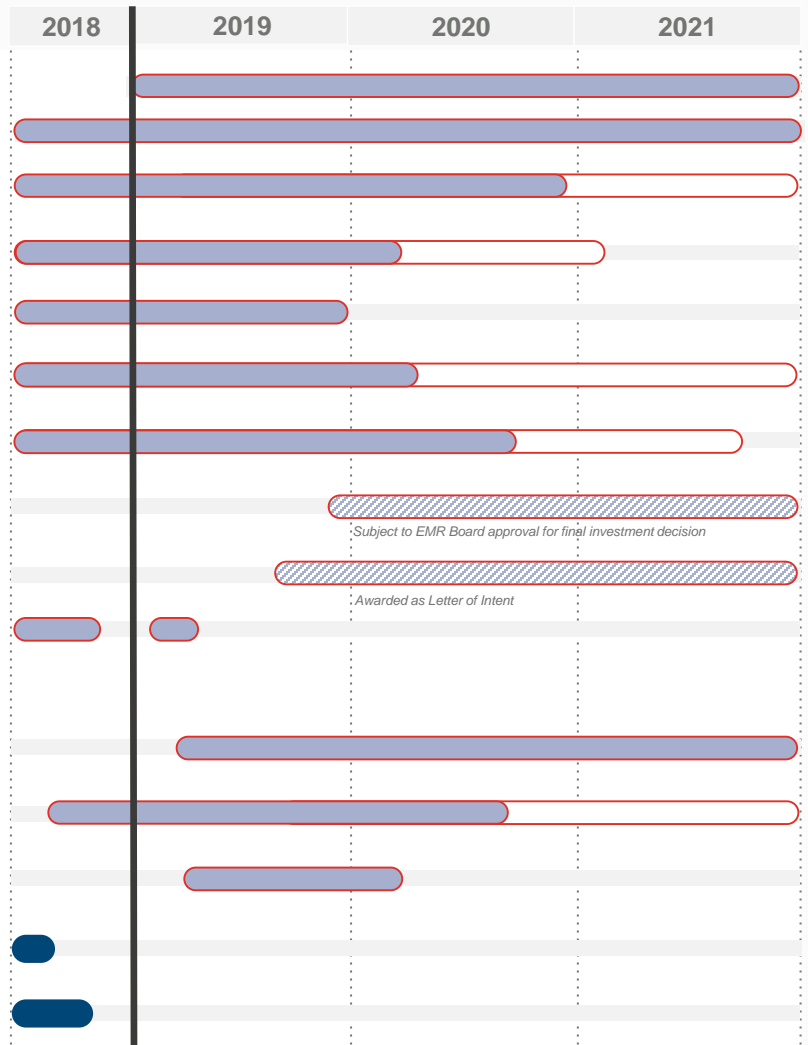 2018 2019 2020 2021
Subject to EMR Board approval for final investment decision
Awarded as Letter of Intent